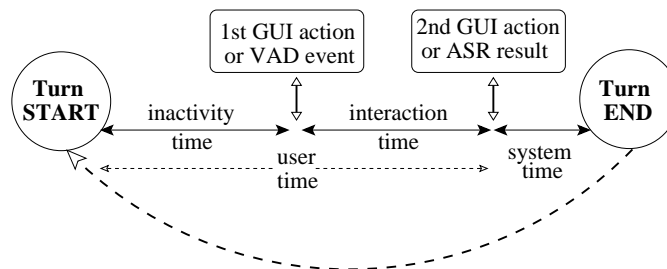 1st GUI action
or VAD event
2nd GUI action
or ASR result
Turn
START
Turn
END
inactivity
time
interaction
time
system
time
user
time